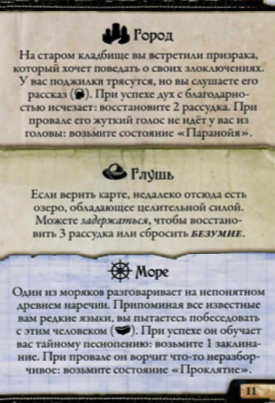 Город
На старом кладбище вы встретили призрака,
который хочет поведать о своих злоключениях.
У вас поджилки трясутся, но вы слушаете его
рассказ (). При успехе дух с благодарно-
стью исчезает: восстановите 2 рассудка. При
провале его жуткий голос не идёт у вас из
головы: возьмите состояние «Паранойя».
Глушь
Если верить карте, недалеко отсюда есть
озеро, обладающее целительной силой.
Можете задержаться, чтобы восстано-
вить 3 рассудка или сбросить БЕЗУМИЕ.
Море
Один из моряков разговаривает на непонятном
древнем наречии. Припоминая все известные
вам редкие языки, вы пытаетесь побеседовать
с этим человеком (). При успехе он обучает
вас тайному песнопению: возьмите 1 заклина-
ние. При провале он ворчит что-то неразбор-
чивое: возьмите состояние «Проклятие».
11